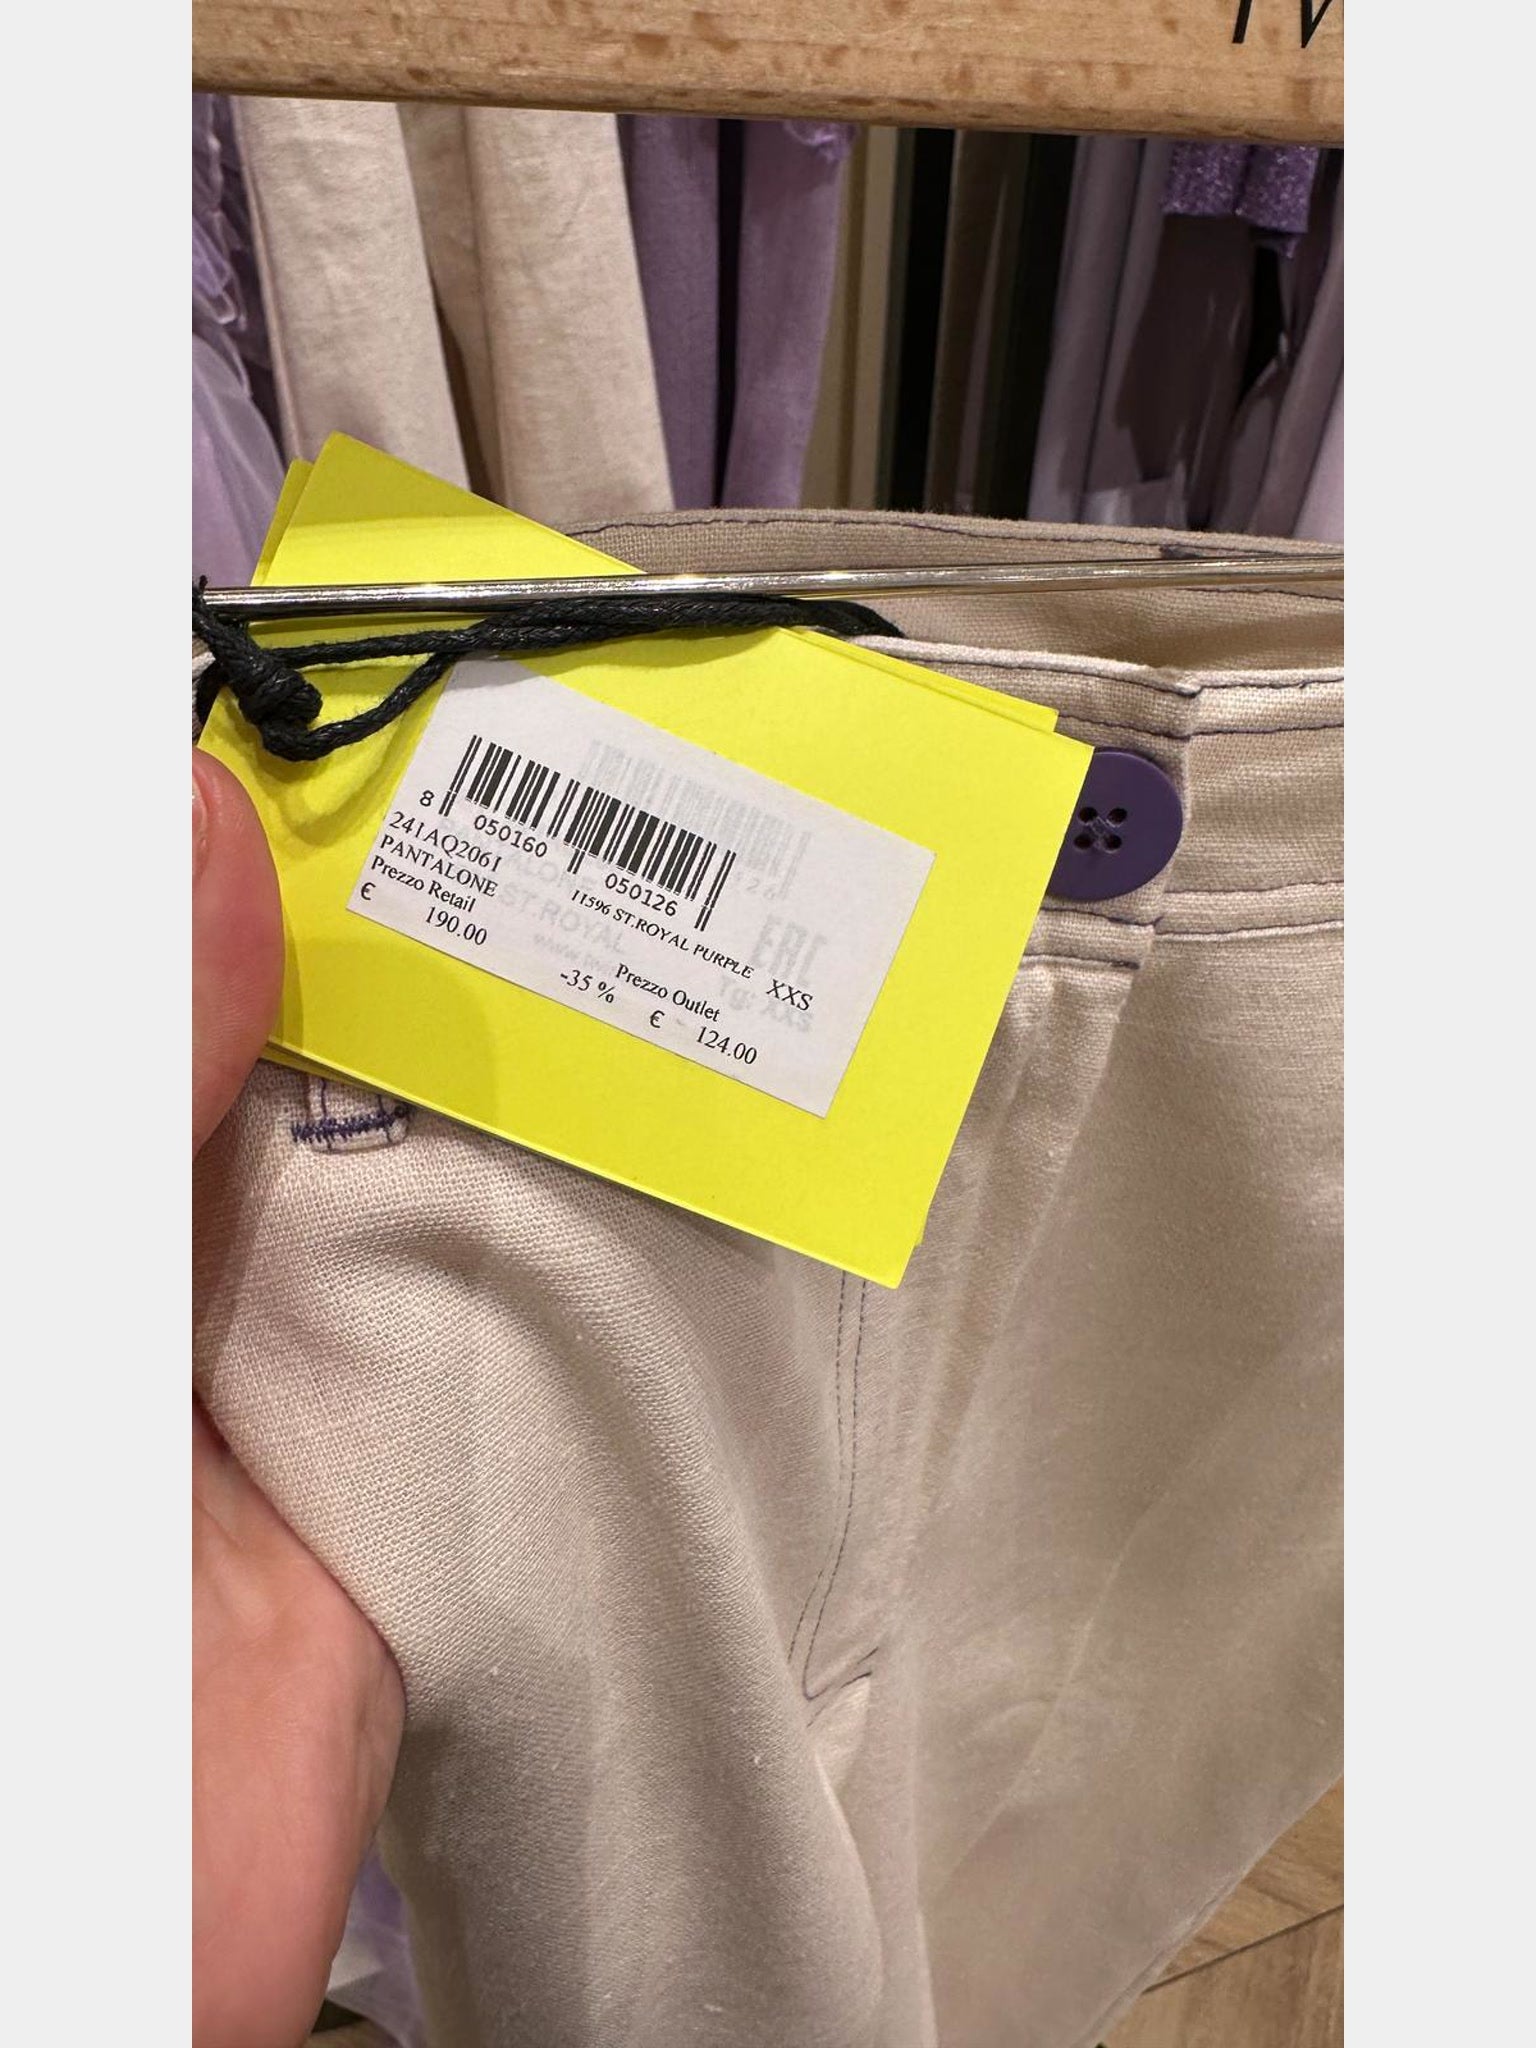 8 050160 050126
241AQ2061 11596 ST.ROYAL PURPLE XXS
PANTALONE
Prezzo Retail Prezzo Outlet
€ 190.00 -35 % € 124.00